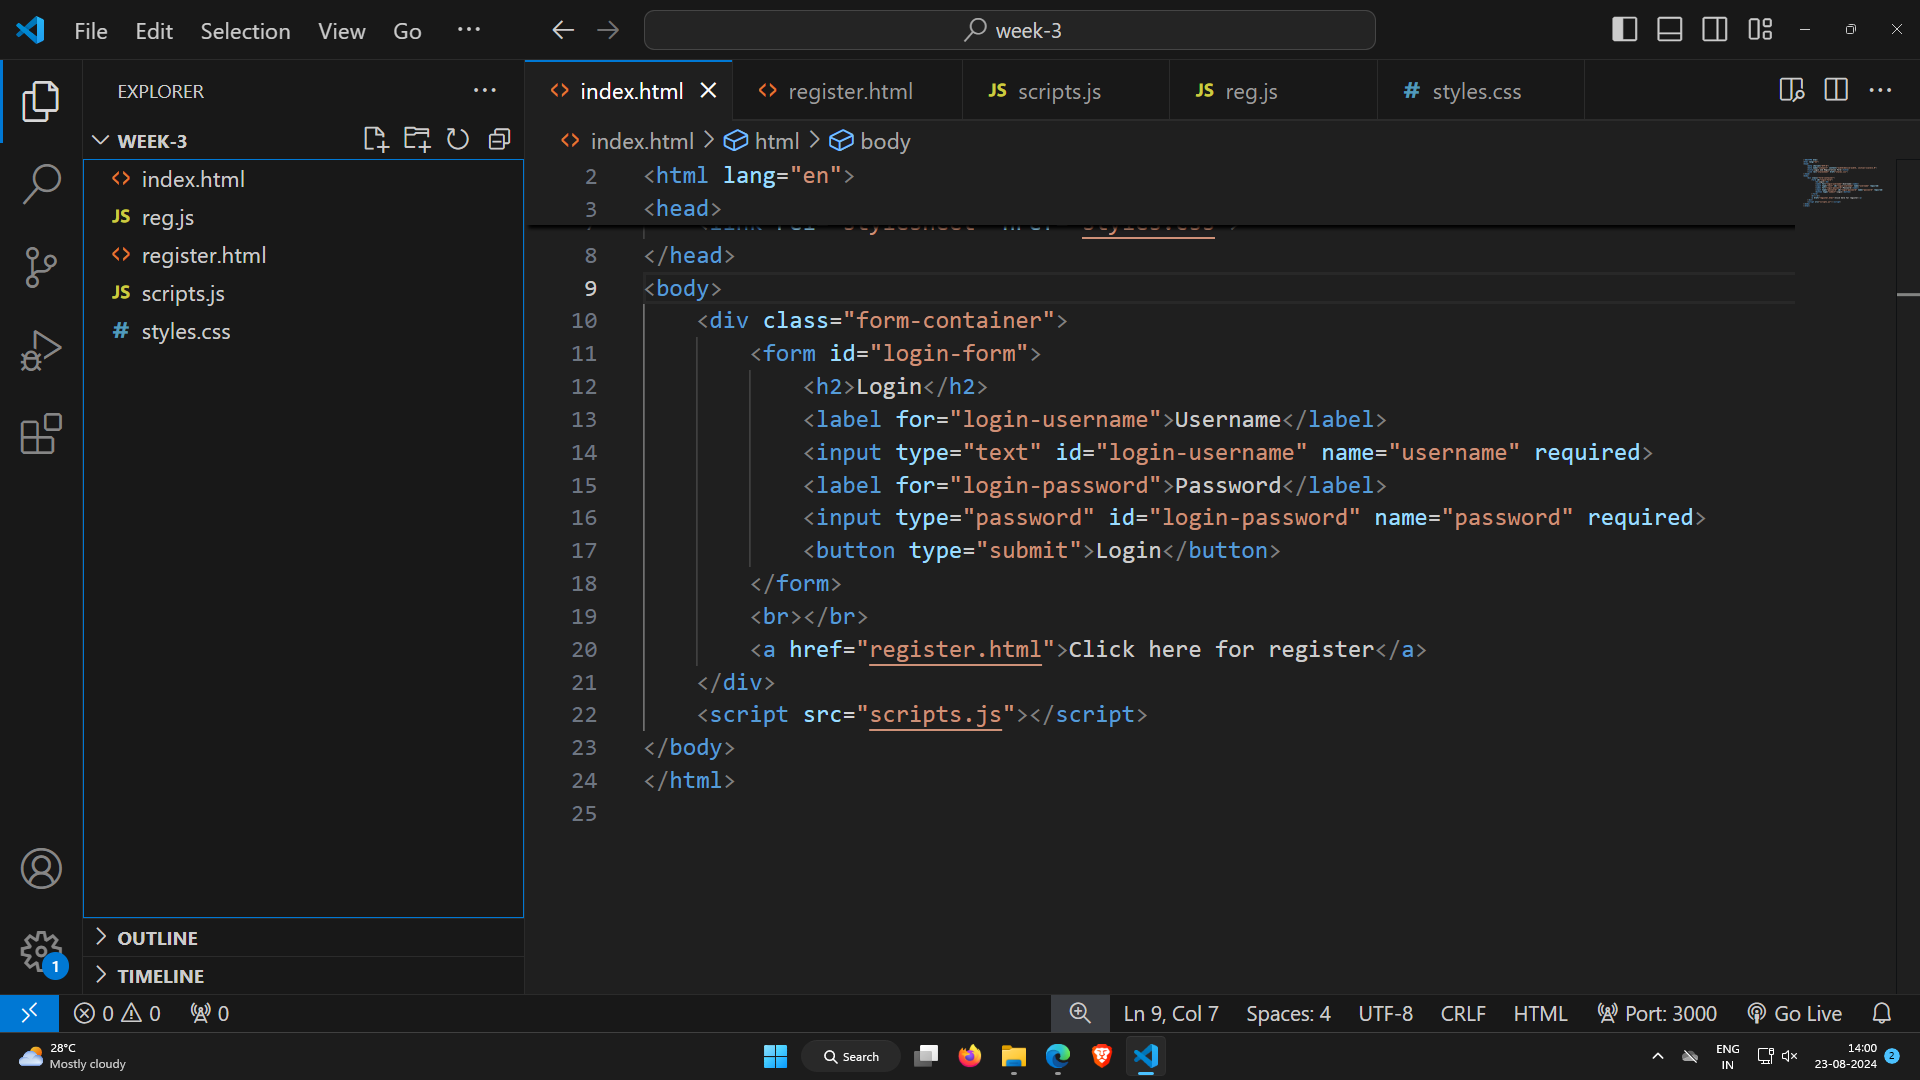 File Edit Selection View Go ···
week-3
EXPLORER
WEEK-3
index.html
JS reg.js
register.html
JS scripts.js
# styles.css
OUTLINE
TIMELINE
index.html
register.html
JS scripts.js
JS reg.js
# styles.css
index.html > html > body
2 <html lang="en">
3 <head>
8 </head>
9 <body>
10 <div class="form-container">
11 <form id="login-form">
12 <h2>Login</h2>
13 <label for="login-username">Username</label>
14 <input type="text" id="login-username" name="username" required>
15 <label for="login-password">Password</label>
16 <input type="password" id="login-password" name="password" required>
17 <button type="submit">Login</button>
18 </form>
19 <br></br>
20 <a href="register.html">Click here for register</a>
21 </div>
22 <script src="scripts.js"></script>
23 </body>
24 </html>
25
1
0 0 0
Ln 9, Col 7 Spaces: 4 UTF-8 CRLF HTML Port: 3000 Go Live
28°C
Mostly cloudy
Search
ENG
IN
14:00
23-08-2024
2